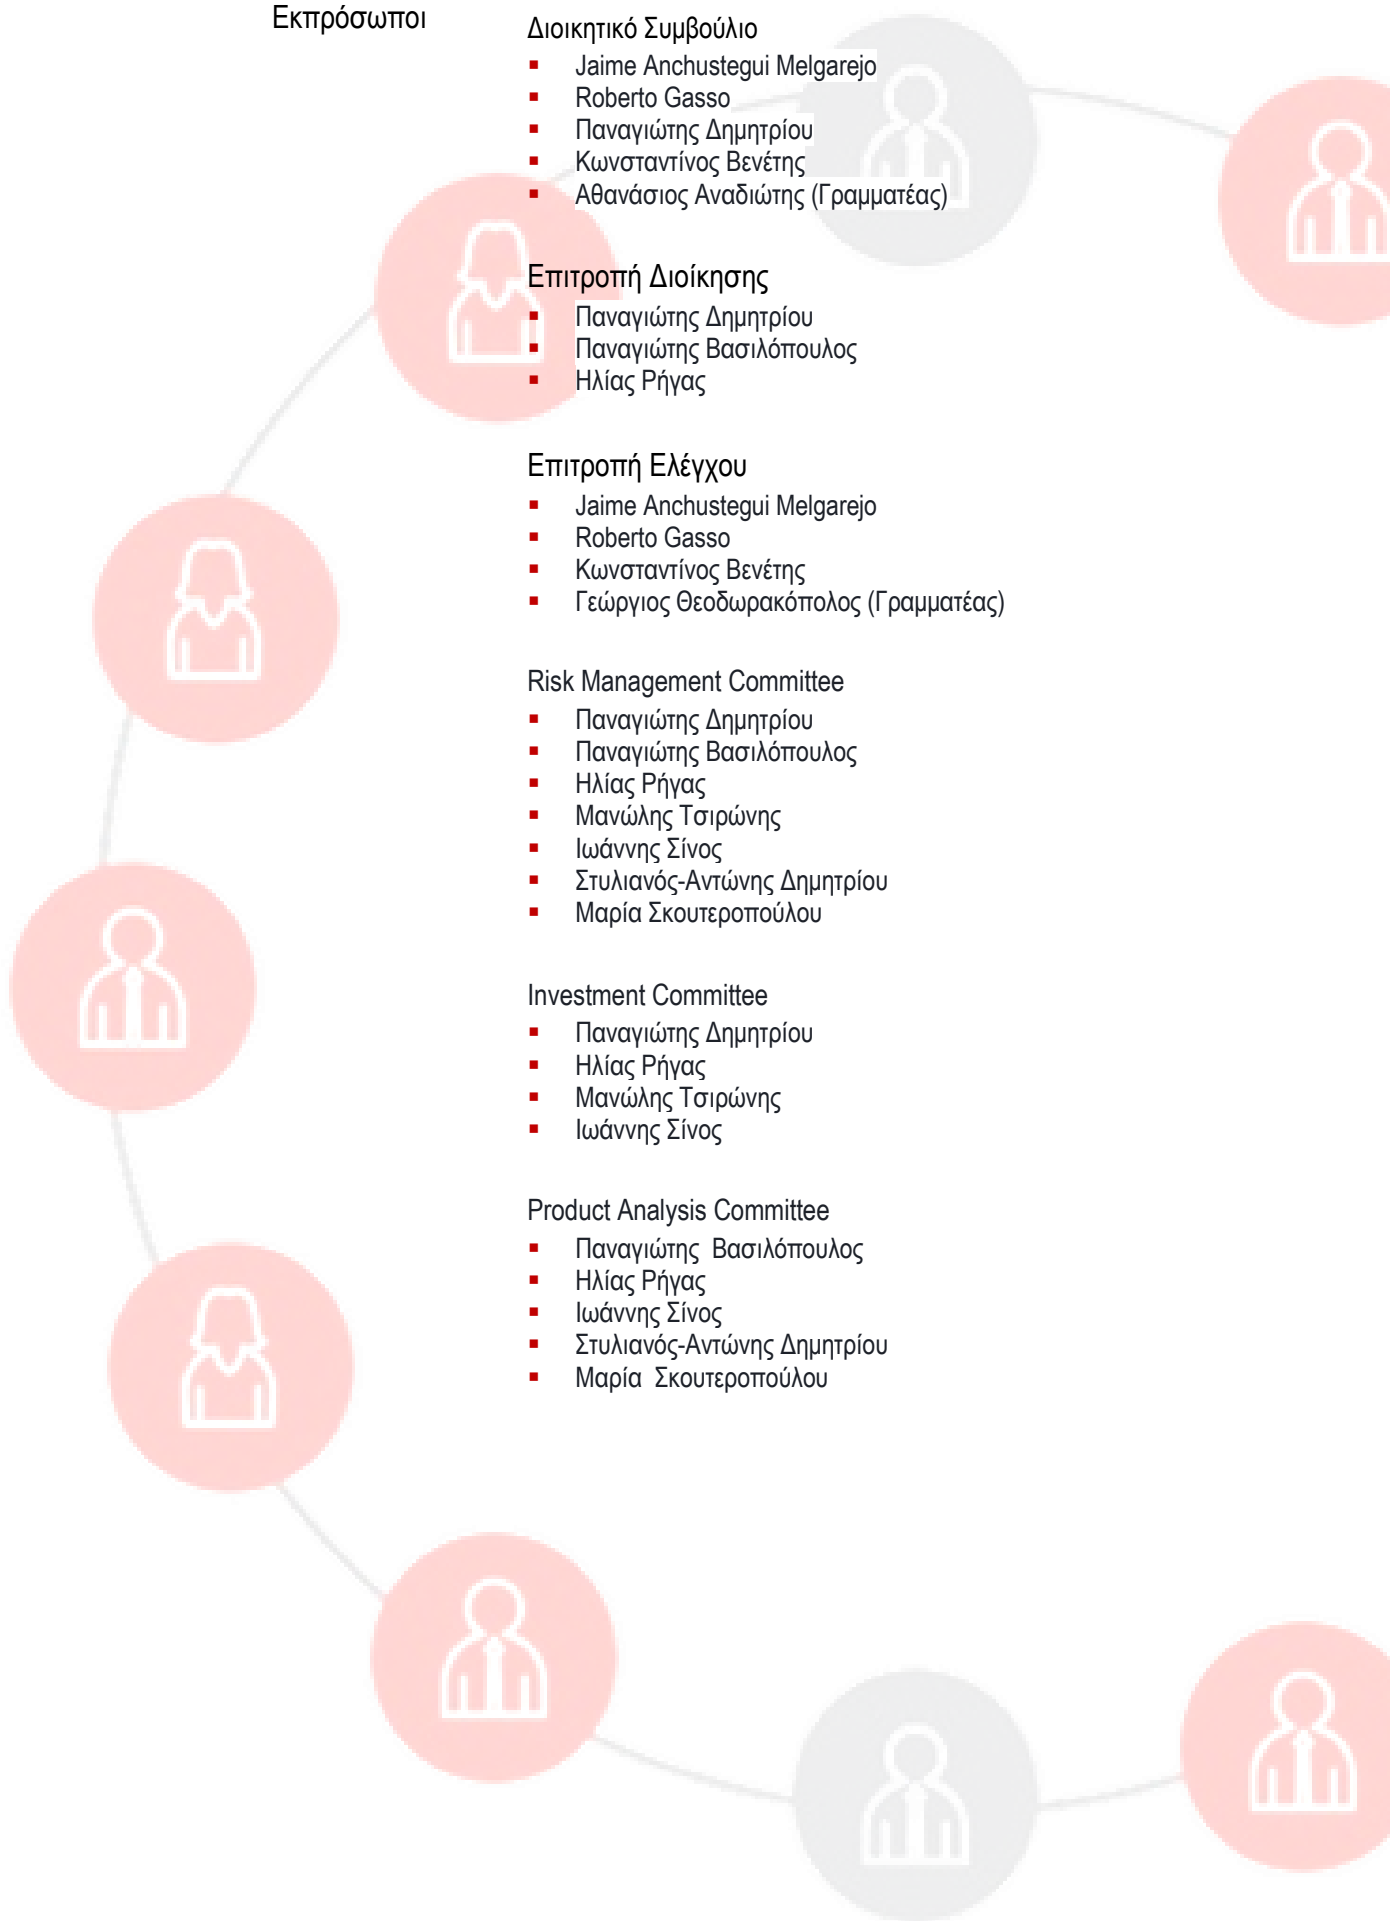 Εκπρόσωποι
Διοικητικό Συμβούλιο
▪ Jaime Anchustegui Melgarejo
▪ Roberto Gasso
▪ Παναγιώτης Δημητρίου
▪ Κωνσταντίνος Βενέτης
▪ Αθανάσιος Αναδιώτης (Γραμματέας)
Επιτροπή Διοίκησης
▪ Παναγιώτης Δημητρίου
▪ Παναγιώτης Βασιλόπουλος
▪ Ηλίας Ρήγας
Επιτροπή Ελέγχου
▪ Jaime Anchustegui Melgarejo
▪ Roberto Gasso
▪ Κωνσταντίνος Βενέτης
▪ Γεώργιος Θεοδωρακόπολος (Γραμματέας)
Risk Management Committee
▪ Παναγιώτης Δημητρίου
▪ Παναγιώτης Βασιλόπουλος
▪ Ηλίας Ρήγας
▪ Μανώλης Τσιρώνης
▪ Ιωάννης Σίνος
▪ Στυλιανός-Αντώνης Δημητρίου
▪ Μαρία Σκουτεροπούλου
Investment Committee
▪ Παναγιώτης Δημητρίου
▪ Ηλίας Ρήγας
▪ Μανώλης Τσιρώνης
▪ Ιωάννης Σίνος
Product Analysis Committee
▪ Παναγιώτης Βασιλόπουλος
▪ Ηλίας Ρήγας
▪ Ιωάννης Σίνος
▪ Στυλιανός-Αντώνης Δημητρίου
▪ Μαρία Σκουτεροπούλου